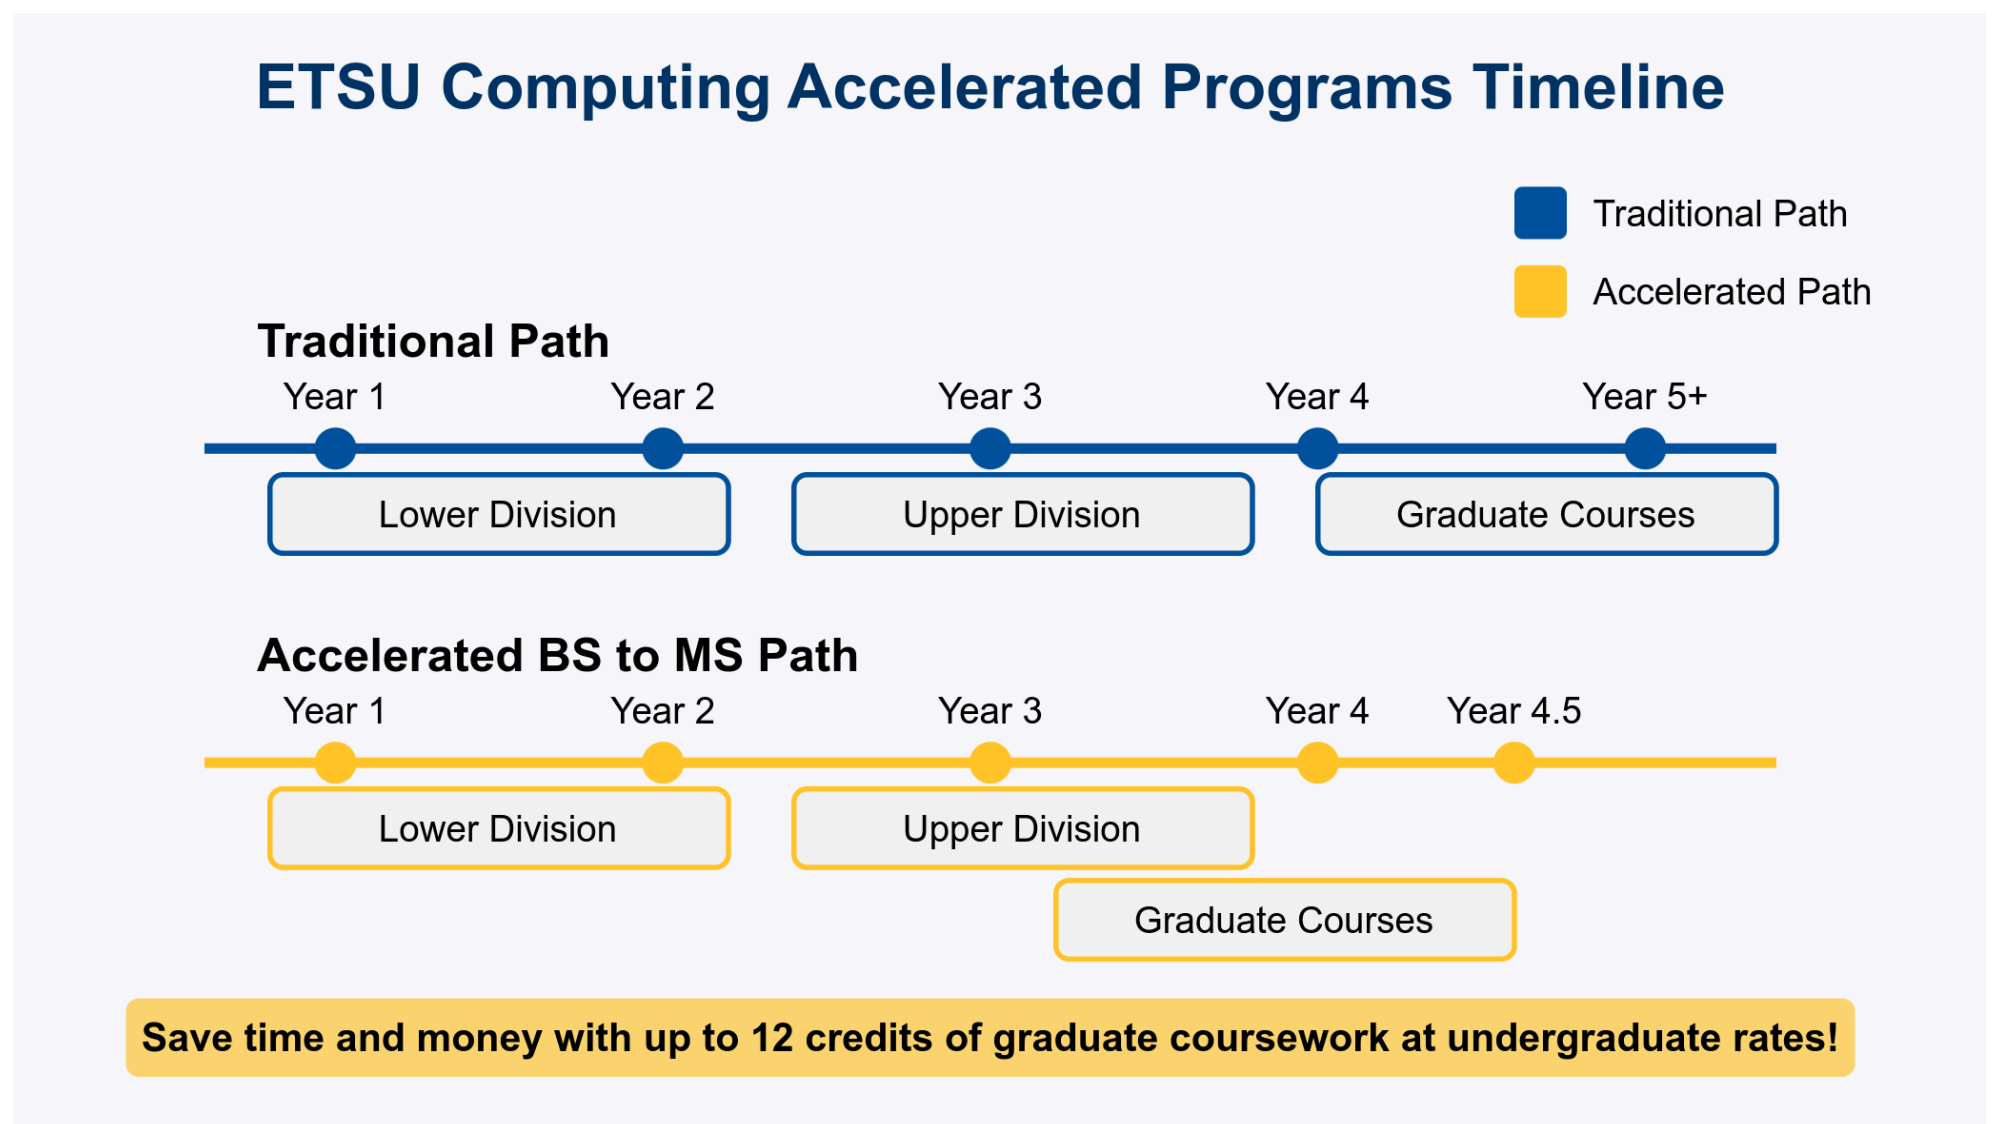 ETSU Computing Accelerated Programs Timeline
Traditional Path
Accelerated Path
Traditional Path
Year 1 Year 2 Year 3 Year 4 Year 5+
Lower Division Upper Division Graduate Courses
Accelerated BS to MS Path
Year 1 Year 2 Year 3 Year 4 Year 4.5
Lower Division Upper Division
Graduate Courses
Save time and money with up to 12 credits of graduate coursework at undergraduate rates!